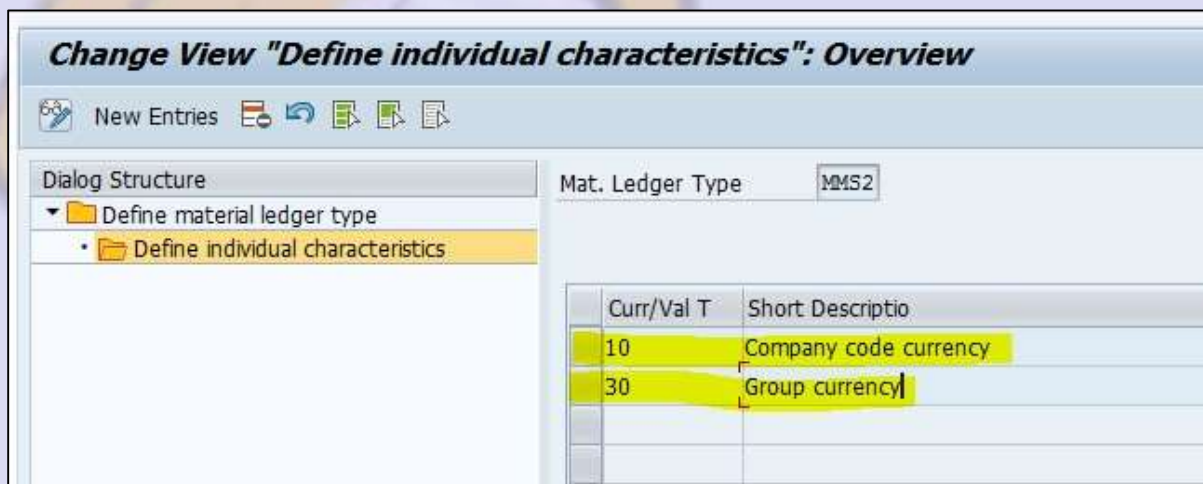 Change View "Define individual characteristics": Overview
New Entries
Dialog Structure
Define material ledger type
Define individual characteristics
Mat. Ledger Type MMS2
Curr/Val T Short Descriptio
10 Company code currency
30 Group currency